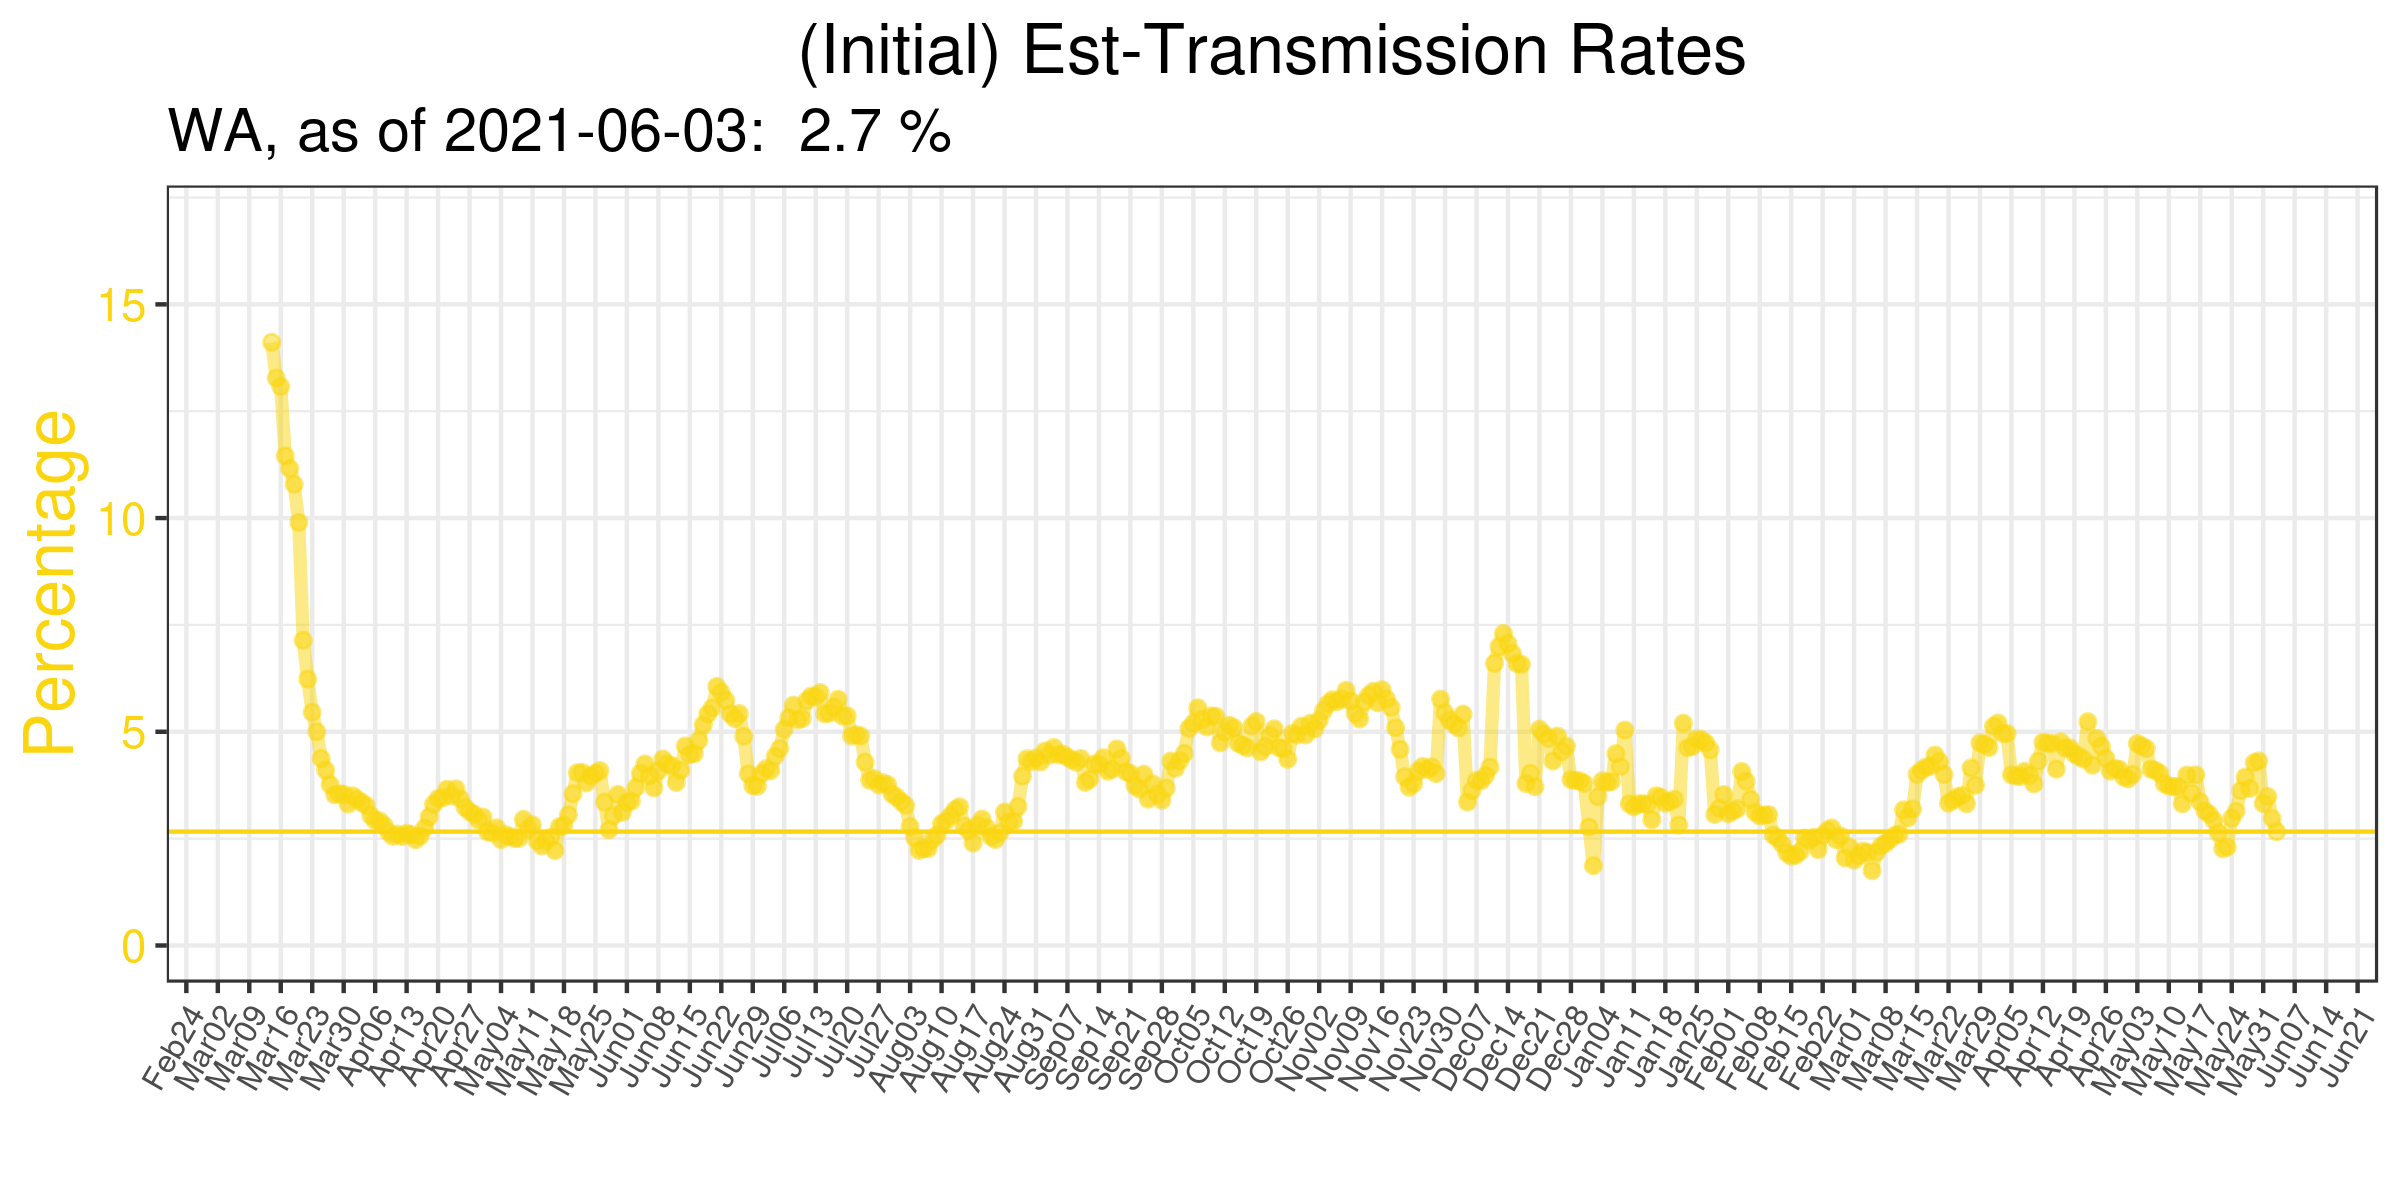 (Initial) Est-Transmission Rates
WA, as of 2021-06-03:  2.7 %
Percentage
15
10
5
0
Feb24
Mar02
Mar09
Mar16
Mar23
Mar30
Apr06
Apr13
Apr20
Apr27
May04
May11
May18
May25
Jun01
Jun08
Jun15
Jun22
Jun29
Jul06
Jul13
Jul20
Jul27
Aug03
Aug10
Aug17
Aug24
Aug31
Sep07
Sep14
Sep21
Sep28
Oct05
Oct12
Oct19
Oct26
Nov02
Nov09
Nov16
Nov23
Nov30
Dec07
Dec14
Dec21
Dec28
Jan04
Jan11
Jan18
Jan25
Feb01
Feb08
Feb15
Feb22
Mar01
Mar08
Mar15
Mar22
Mar29
Apr05
Apr12
Apr19
Apr26
May03
May10
May17
May24
May31
Jun07
Jun14
Jun21